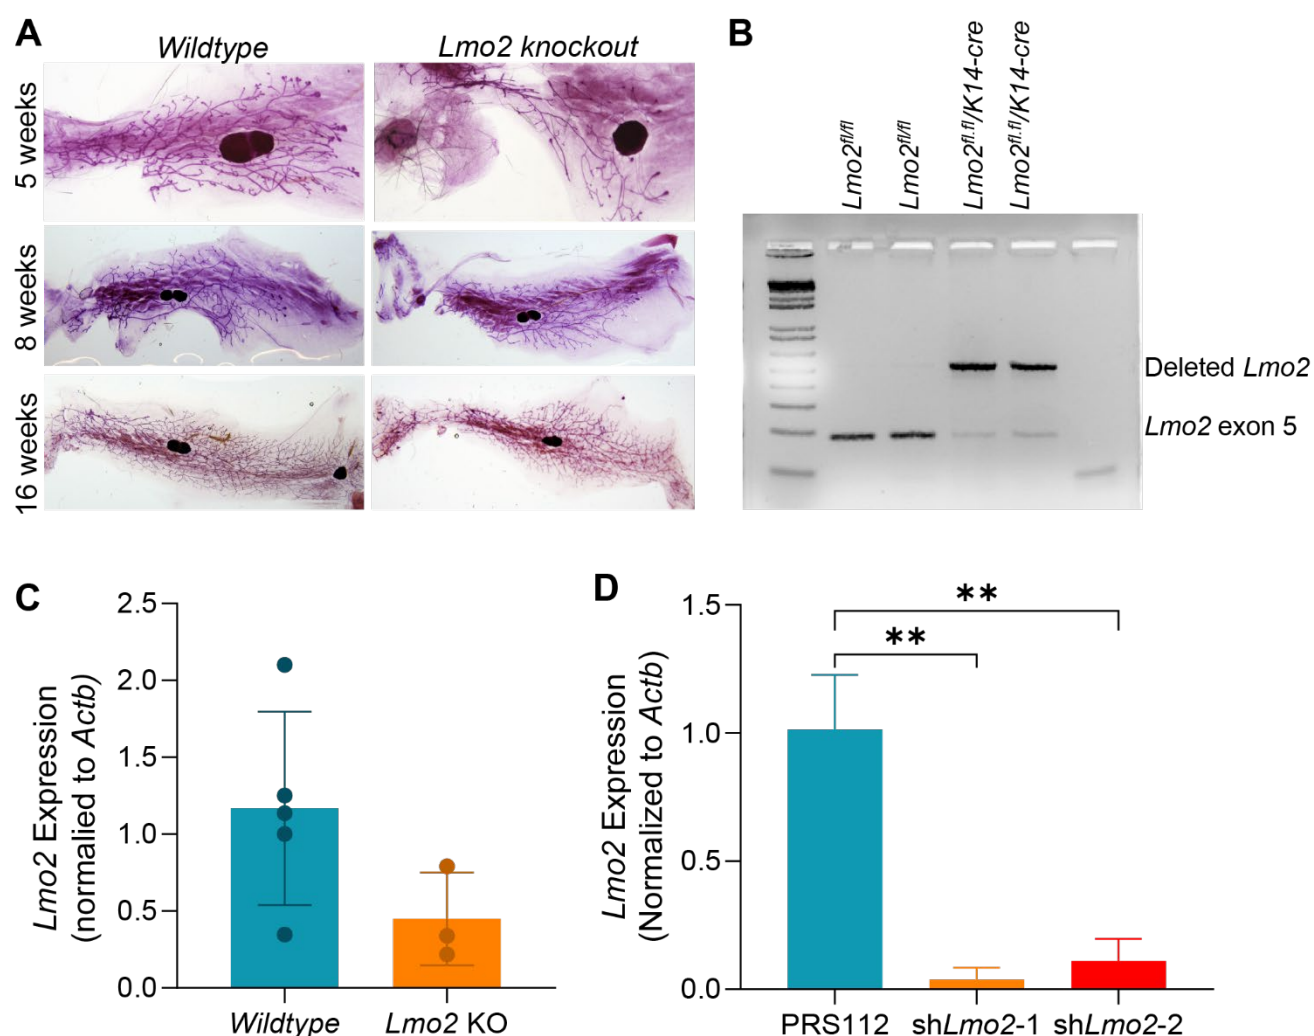 A
Wildtype
Lmo2 knockout
5 weeks
8 weeks
16 weeks
B
Lmo2fl/fl
Lmo2fl/fl
Lmo2fl.fl/K14-cre
Lmo2fl.fl/K14-cre
Deleted Lmo2
Lmo2 exon 5
C
Lmo2 Expression
(normalied to Actb)
2.5
2.0
1.5
1.0
0.5
0.0
Wildtype
Lmo2 KO
D
Lmo2 Expression
(Normalized to Actb)
1.5
1.0
0.5
0.0
**
**
PRS112
shLmo2-1
shLmo2-2